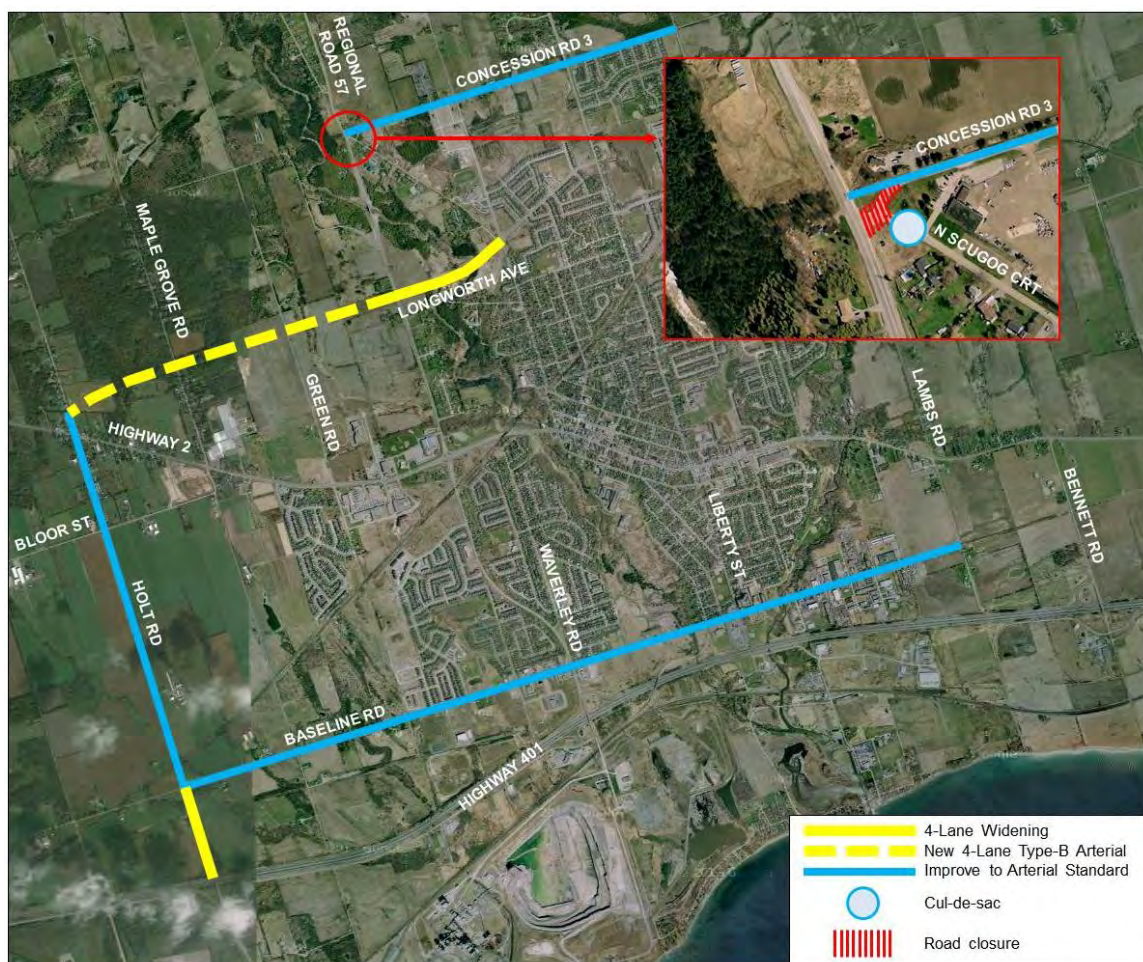 REGIONAL
ROAD 57
CONCESSION RD 3
CONCESSION RD 3
N SCUGOG CRT
MAPLE GROVE RD
LONGWORTH AVE
GREEN RD
HIGHWAY 2
LAMBS RD
BENNETT RD
BLOOR ST
LIBERTY ST
WAVERLEY RD
HOLT RD
BASELINE RD
HIGHWAY 401
4-Lane Widening
New 4-Lane Type-B Arterial
Improve to Arterial Standard
Cul-de-sac
Road closure